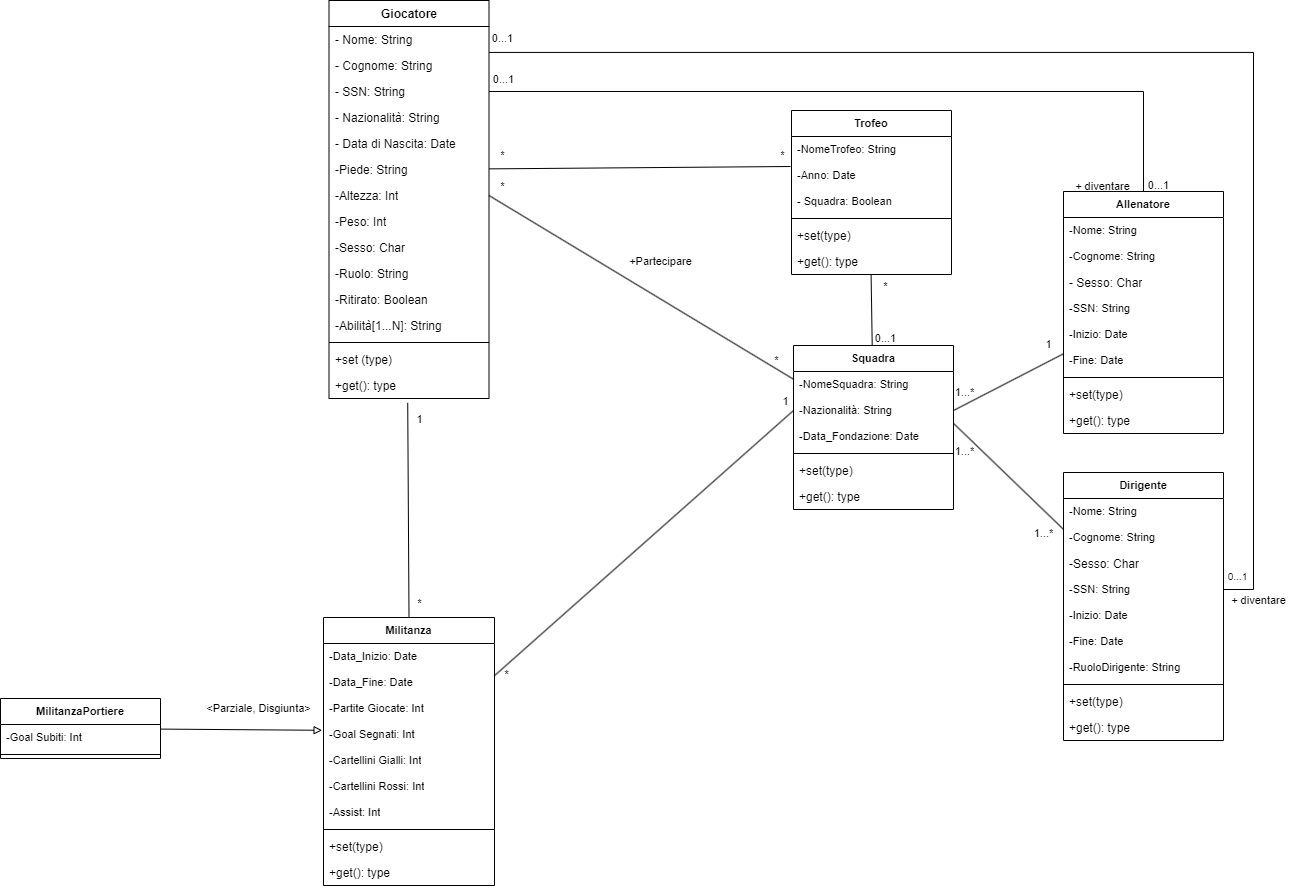 Giocatore
- Nome: String
- Cognome: String
- SSN: String
- Nazionalità: String
- Data di Nascita: Date
-Piede: String
-Altezza: Int
-Peso: Int
-Sesso: Char
-Ruolo: String
-Ritirato: Boolean
-Abilità[1...N]: String
+set (type)
+get(): type
0...1
0...1
*
*
*
+Partecipare
*
1
1
*
Trofeo
-NomeTrofeo: String
-Anno: Date
- Squadra: Boolean
+set(type)
+get(): type
*
0...1
Squadra
-NomeSquadra: String
-Nazionalità: String
-Data_Fondazione: Date
+set(type)
+get(): type
1...*
1
1...*
1...*
+ diventare
0...1
Allenatore
-Nome: String
-Cognome: String
- Sesso: Char
-SSN: String
-Inizio: Date
-Fine: Date
+set(type)
+get(): type
Dirigente
-Nome: String
-Cognome: String
-Sesso: Char
-SSN: String
-Inizio: Date
-Fine: Date
-RuoloDirigente: String
+set(type)
+get(): type
0...1
+ diventare
Militanza
-Data_Inizio: Date
-Data_Fine: Date
-Partite Giocate: Int
-Goal Segnati: Int
-Cartellini Gialli: Int
-Cartellini Rossi: Int
-Assist: Int
+set(type)
+get(): type
*
<Parziale, Disgiunta>
MilitanzaPortiere
-Goal Subiti: Int